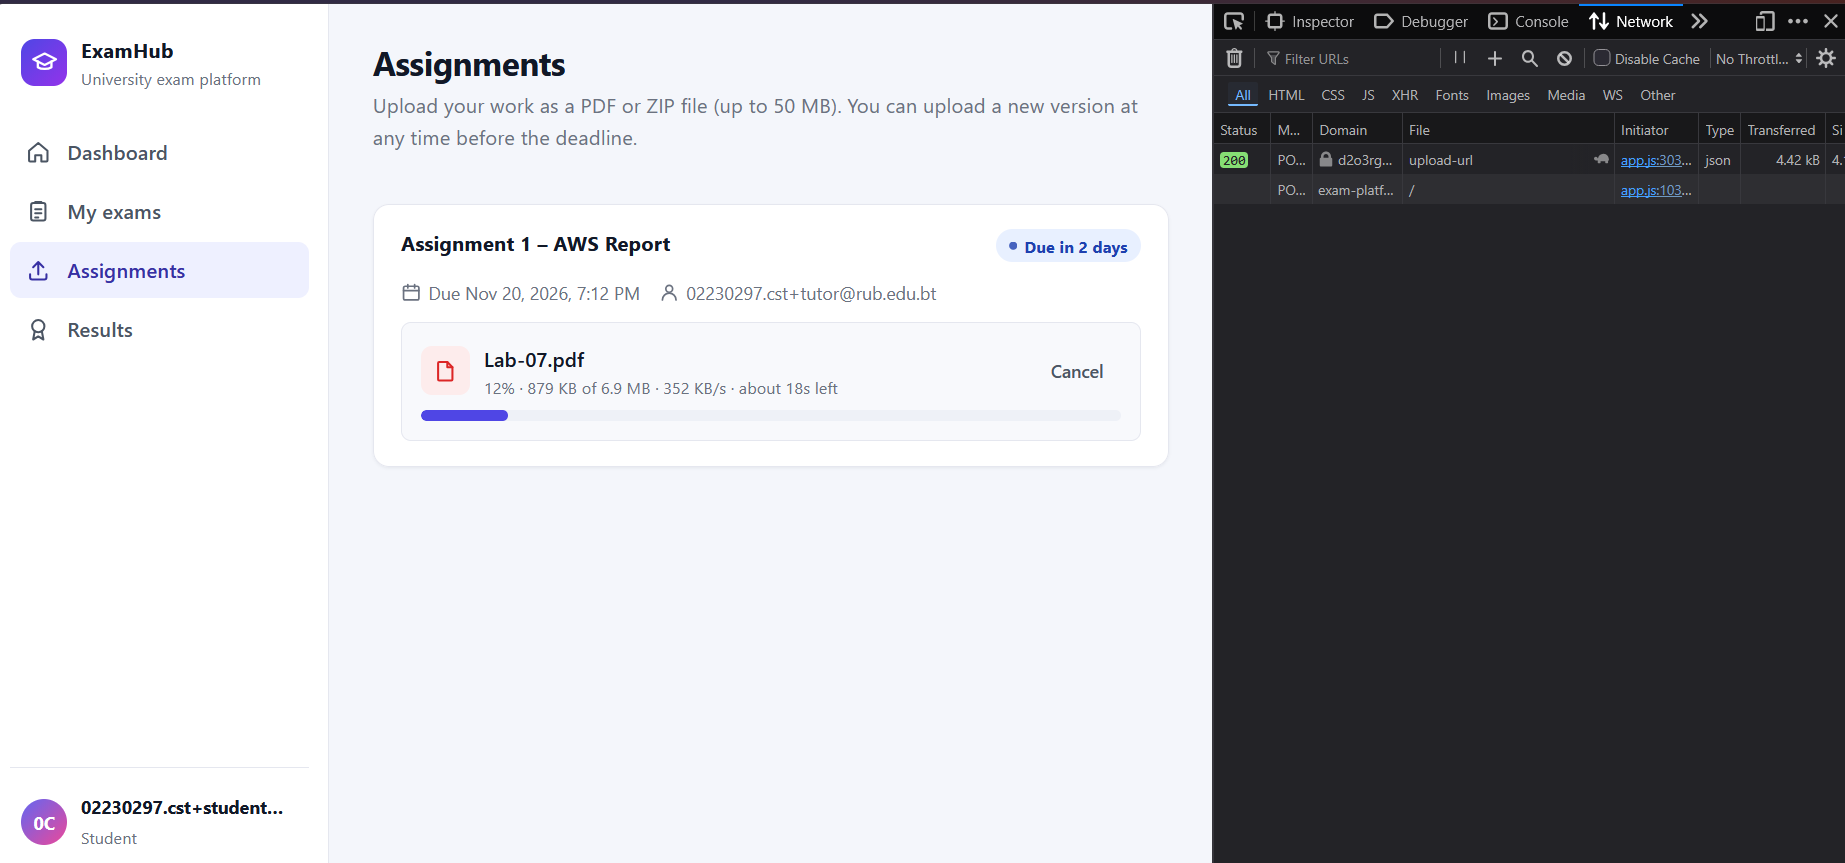 ExamHub
University exam platform
Dashboard
My exams
Assignments
Results
0C
02230297.cst+student...
Student
Assignments
Upload your work as a PDF or ZIP file (up to 50 MB). You can upload a new version at
any time before the deadline.
Assignment 1 – AWS Report
Due in 2 days
Due Nov 20, 2026, 7:12 PM 02230297.cst+tutor@rub.edu.bt
Lab-07.pdf
12% · 879 KB of 6.9 MB · 352 KB/s · about 18s left
Cancel
Inspector Debugger Console Network
Filter URLs Disable Cache No Throttl...
All HTML CSS JS XHR Fonts Images Media WS Other
Status M... Domain File Initiator Type Transferred Si
200 PO... d2o3rg... upload-url app.js:303... json 4.42 kB 4.
PO... exam-platf... / app.js:103...